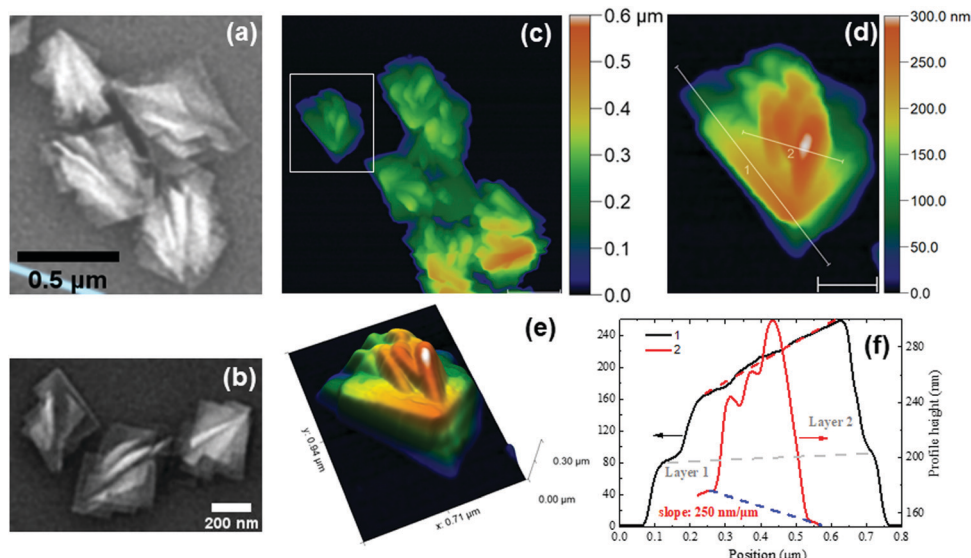 (a)
0.5 µm
(b)
200 nm
(c)
0.6 µm
0.5
0.4
0.3
0.2
0.1
0.0
(d)
1
2
300.0 nm
250.0
200.0
150.0
100.0
50.0
0.0
(e)
y: 0.94 µm
x: 0.71 µm
0.30 µm
0.00 µm
(f)
1
2
240
200
160
120
80
40
0
280
240
200
160
Layer 2
Layer 1
slope: 250 nm/µm
Profile height (nm)
0.0 0.1 0.2 0.3 0.4 0.5 0.6 0.7 0.8
Position (µm)